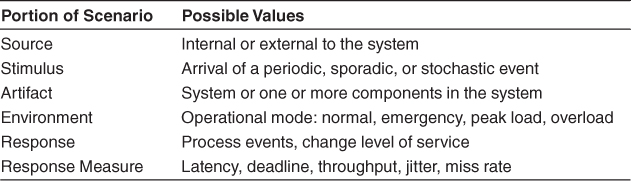 Portion of Scenario Possible Values
Source Internal or external to the system
Stimulus Arrival of a periodic, sporadic, or stochastic event
Artifact System or one or more components in the system
Environment Operational mode: normal, emergency, peak load, overload
Response Process events, change level of service
Response Measure Latency, deadline, throughput, jitter, miss rate